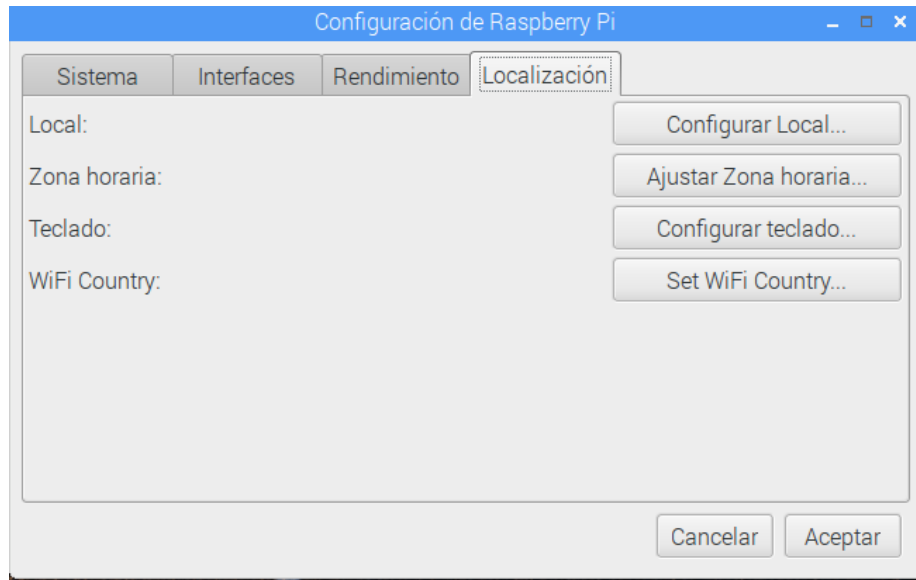 Configuración de Raspberry Pi
Sistema Interfaces Rendimiento Localización
Local: Configurar Local...
Zona horaria: Ajustar Zona horaria...
Teclado: Configurar teclado...
WiFi Country: Set WiFi Country...
Cancelar Aceptar